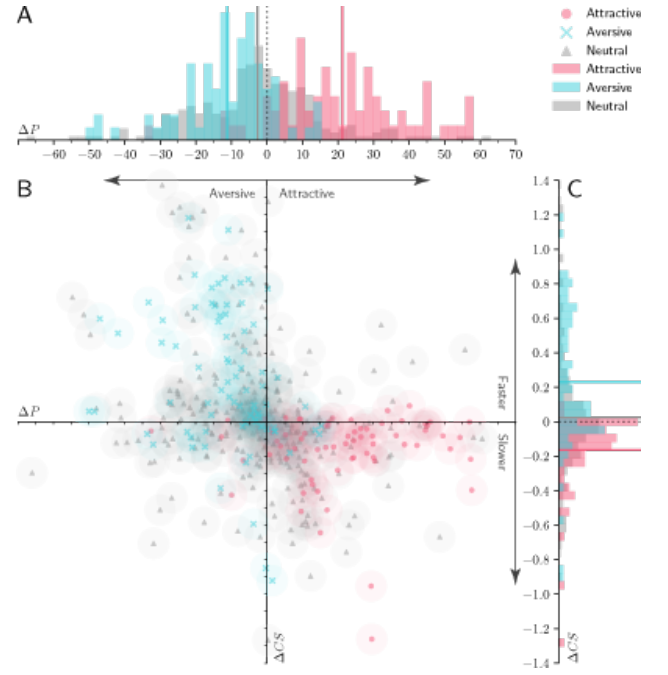 A
Attractive
Aversive
Neutral
Attractive
Aversive
Neutral
ΔP
−60 −50 −40 −30 −20 −10 0 10 20 30 40 50 60 70
B
Aversive Attractive
C
1.4
1.2
1.0
0.8
0.6
0.4
0.2
0
−0.2
−0.4
−0.6
−0.8
−1.0
−1.2
−1.4
ΔP
Faster
Slower
ΔCS
ΔCS